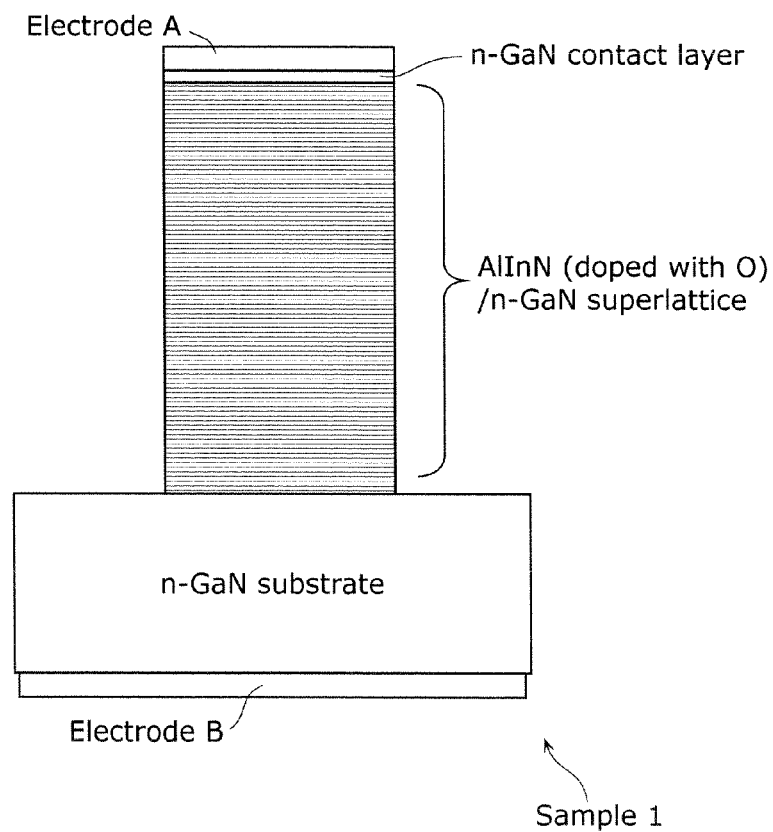 Electrode A
n-GaN contact layer
AlInN (doped with O)
/n-GaN superlattice
n-GaN substrate
Electrode B
Sample 1